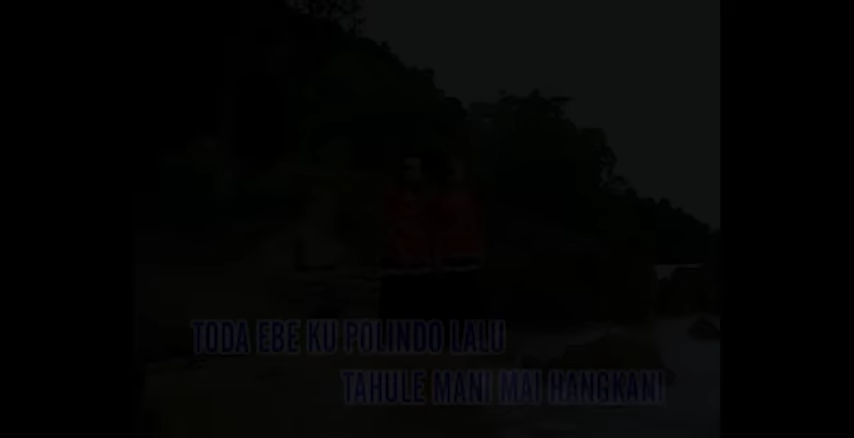 TODA EBE KU POLINDO LALU
TAHULE MANI MAI HANGKANI